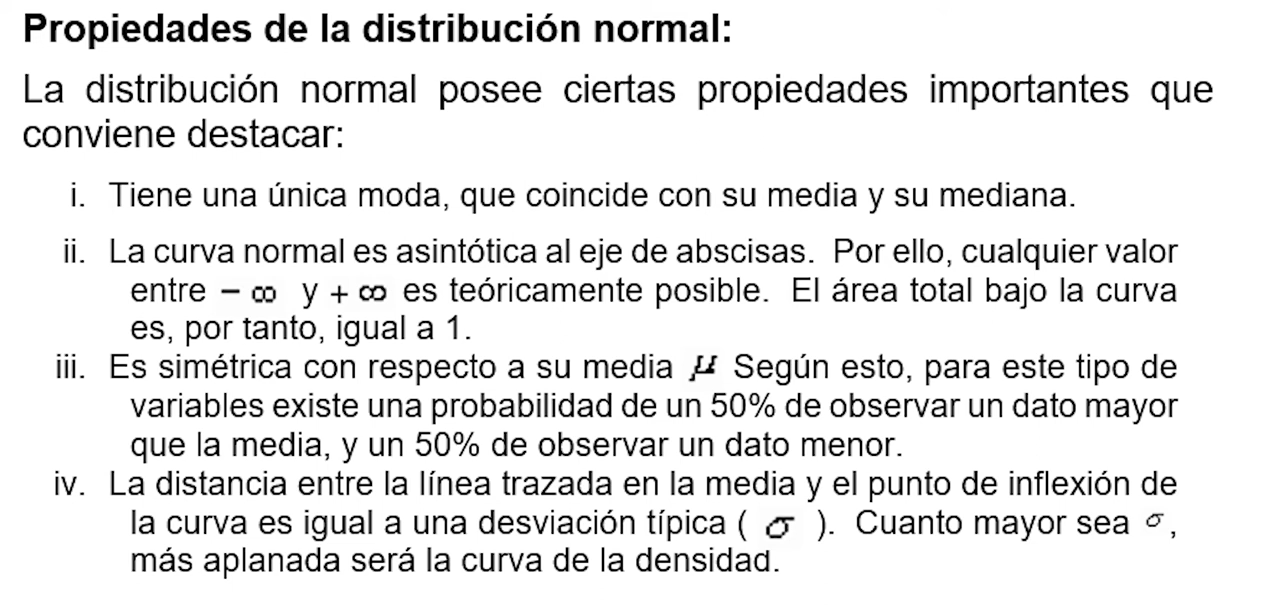 Propiedades de la distribución normal:
La distribución normal posee ciertas propiedades importantes que
conviene destacar:
i. Tiene una única moda, que coincide con su media y su mediana.
ii. La curva normal es asintótica al eje de abscisas. Por ello, cualquier valor
entre − ∞ y + ∞ es teóricamente posible. El área total bajo la curva
es, por tanto, igual a 1.
iii. Es simétrica con respecto a su media μ Según esto, para este tipo de
variables existe una probabilidad de un 50% de observar un dato mayor
que la media, y un 50% de observar un dato menor.
iv. La distancia entre la línea trazada en la media y el punto de inflexión de
la curva es igual a una desviación típica ( σ ). Cuanto mayor sea σ,
más aplanada será la curva de la densidad.